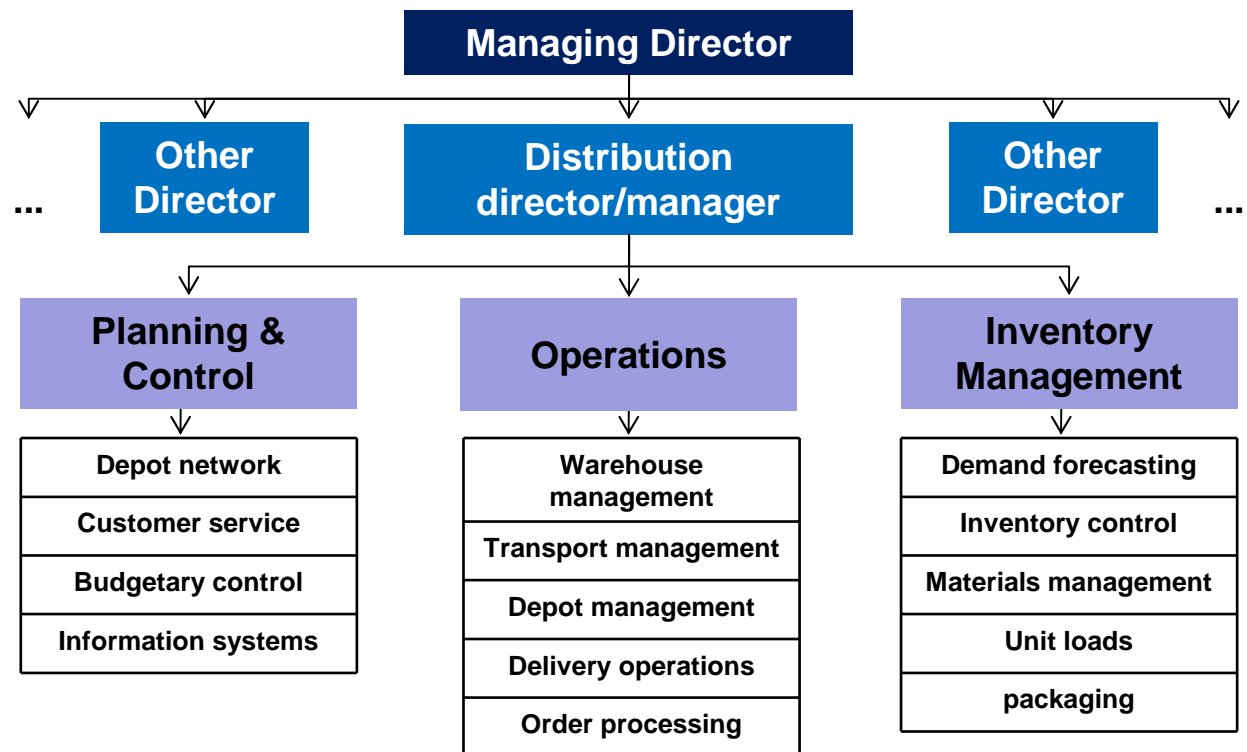 Managing Director
Other
Director
Distribution
director/manager
Other
Director
...
...
Planning &
Control
Operations
Inventory
Management
Depot network
Customer service
Budgetary control
Information systems
Warehouse
management
Transport management
Depot management
Delivery operations
Order processing
Demand forecasting
Inventory control
Materials management
Unit loads
packaging